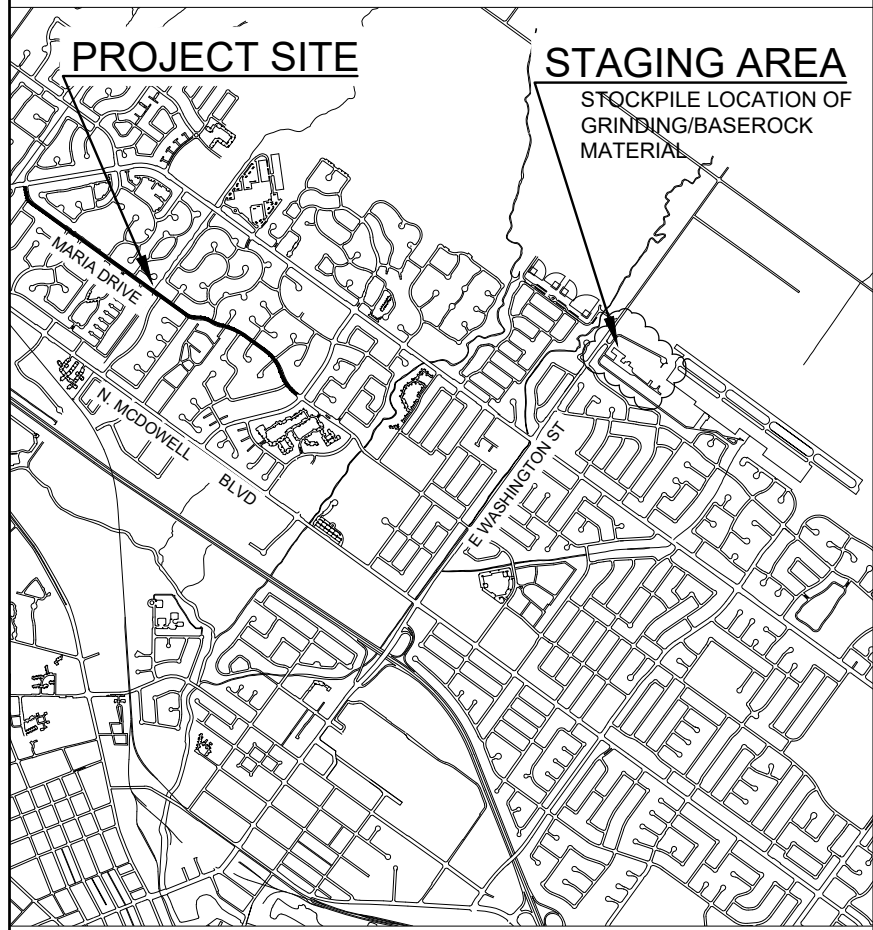 PROJECT SITE
STAGING AREA
STOCKPILE LOCATION OF
GRINDING/BASEROCK
MATERIAL
MARIA DRIVE
N. MCDOWELL
BLVD
E WASHINGTON ST